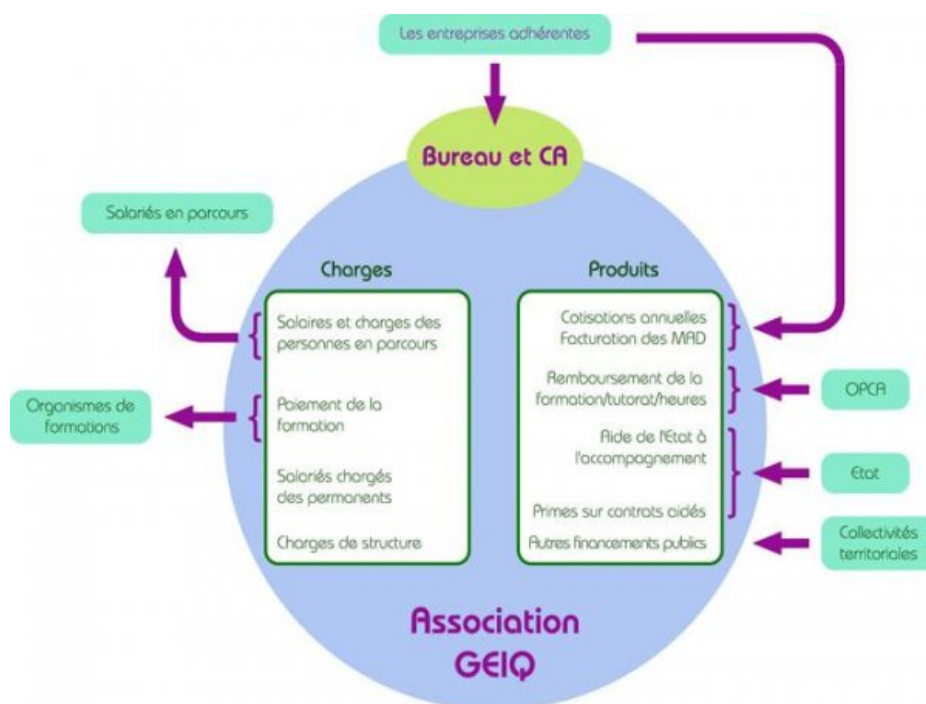 Les entreprises adhérentes
Bureau et CA
Salariés en parcours
Charges
Produits
Salaires et charges des
personnes en parcours
Cotisations annuelles
Facturation des MAD
Organismes de
formations
Paiement de la
formation
Remboursement de la
formation/tutorat/heures
OPCA
Aide de l'Etat à
l'accompagnement
Salariés chargés
des permanents
Etat
Primes sur contrats aidés
Charges de structure
Autres financements publics
Collectivités
territoriales
Association
GEIQ